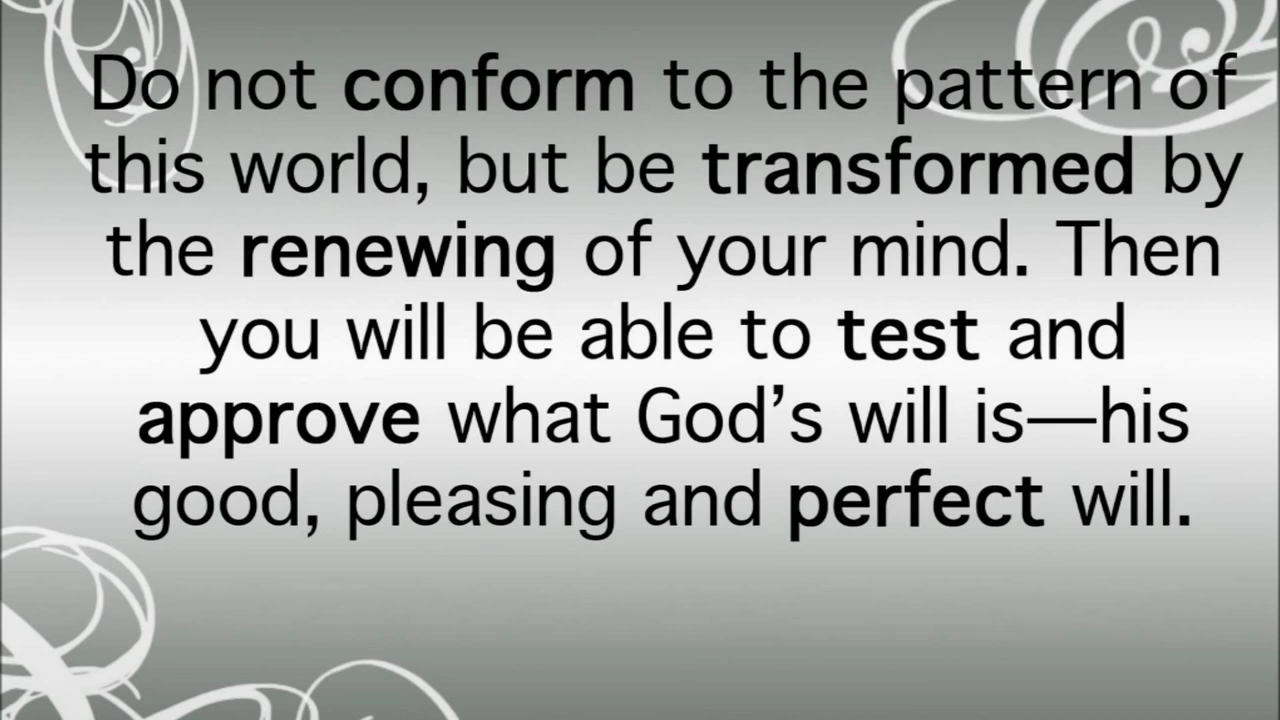 Do not conform to the pattern of
this world, but be transformed by
the renewing of your mind. Then
you will be able to test and
approve what God’s will is—his
good, pleasing and perfect will.